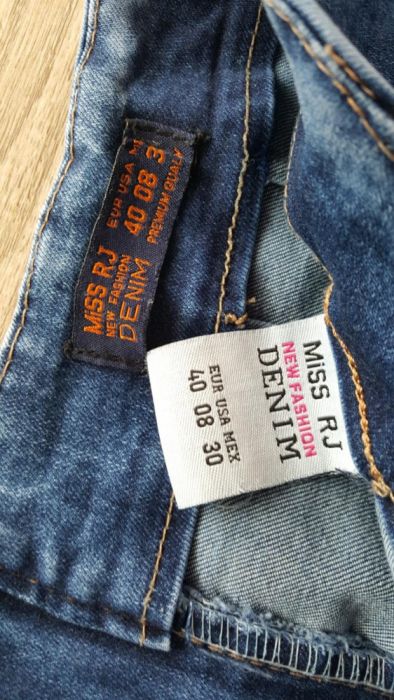 MiSS RJ
NEW FASHION
DENIM
EUR USA M
40 08 3
PREMIUM QUALY
MiSS RJ
NEW FASHION
DENIM
EUR USA MEX
40 08 30